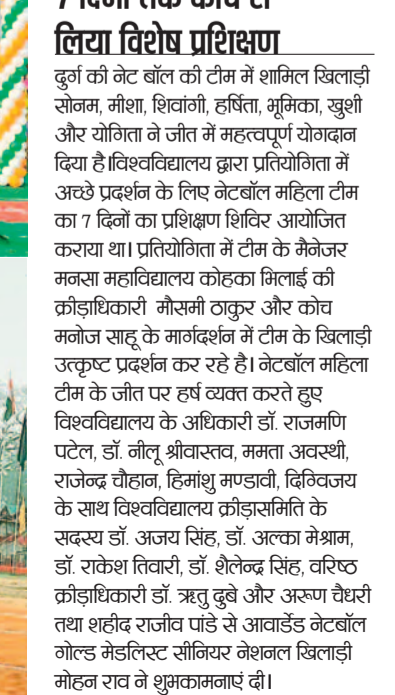 7 दिनों तक कोच से
लिया विशेष प्रशिक्षण
दुर्ग की नेट बॉल की टीम में शामिल खिलाड़ी
सोनम, मीशा, शिवांगी, हर्षिता, भूमिका, खुशी
और योगिता ने जीत में महत्वपूर्ण योगदान
दिया है।विश्वविद्यालय द्वारा प्रतियोगिता में
अच्छे प्रदर्शन के लिए नेटबॉल महिला टीम
का 7 दिनों का प्रशिक्षण शिविर आयोजित
कराया था। प्रतियोगिता में टीम के मैनेजर
मनसा महाविद्यालय कोहका भिलाई की
क्रीड़ाधिकारी मौसमी ठाकुर और कोच
मनोज साहू के मार्गदर्शन में टीम के खिलाड़ी
उत्कृष्ट प्रदर्शन कर रहे है। नेटबॉल महिला
टीम के जीत पर हर्ष व्यक्त करते हुए
विश्वविद्यालय के अधिकारी डॉ. राजमणि
पटेल, डॉ. नीलू श्रीवास्तव, ममता अवस्थी,
राजेन्द्र चौहान, हिमांशु मण्डावी, दिग्विजय
के साथ विश्वविद्यालय क्रीड़ासमिति के
सदस्य डॉ. अजय सिंह, डॉ. अल्का मेश्राम,
डॉ. राकेश तिवारी, डॉ. शैलेन्द्र सिंह, वरिष्ठ
क्रीड़ाधिकारी डॉ. ऋतु दुबे और अरूण चैधरी
तथा शहीद राजीव पांडे से आवार्डेड नेटबॉल
गोल्ड मेडलिस्ट सीनियर नेशनल खिलाड़ी
मोहन राव ने शुभकामनाएं दी।